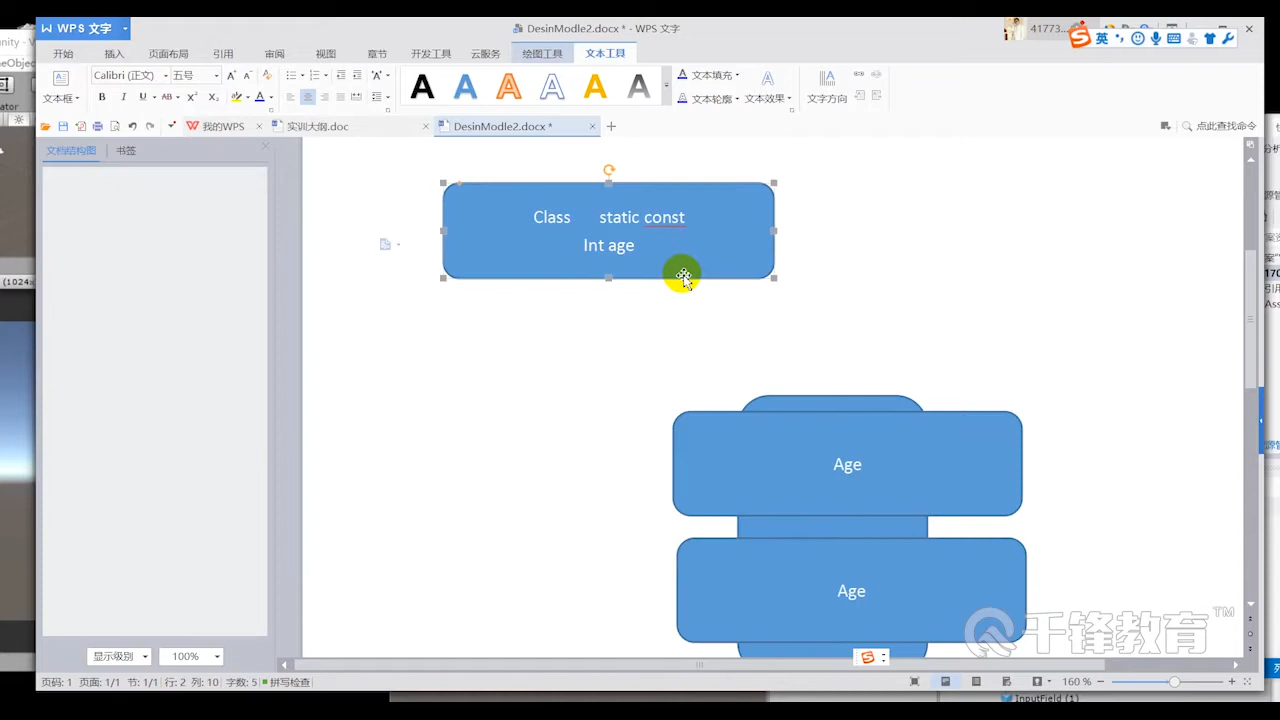 WPS 文字
DesinModle2.docx * - WPS 文字
41773
英
开始 插入 页面布局 引用 审阅 视图 章节 开发工具 云服务 绘图工具 文本工具
Calibri (正文) 五号
文本框
B I U AB X² X₂ A
A A A A A A
文本填充
文本轮廓 文本效果
文字方向
我的WPS 实训大纲.doc DesinModle2.docx *
点此查找命令
文档结构图 书签
Class static const
Int age
Age
Age
千锋教育 TM
显示级别 100%
页码: 1 页面: 1/1 节: 1/1 行: 2 列: 10 字数: 5 拼写检查
160 %
InputField (1)